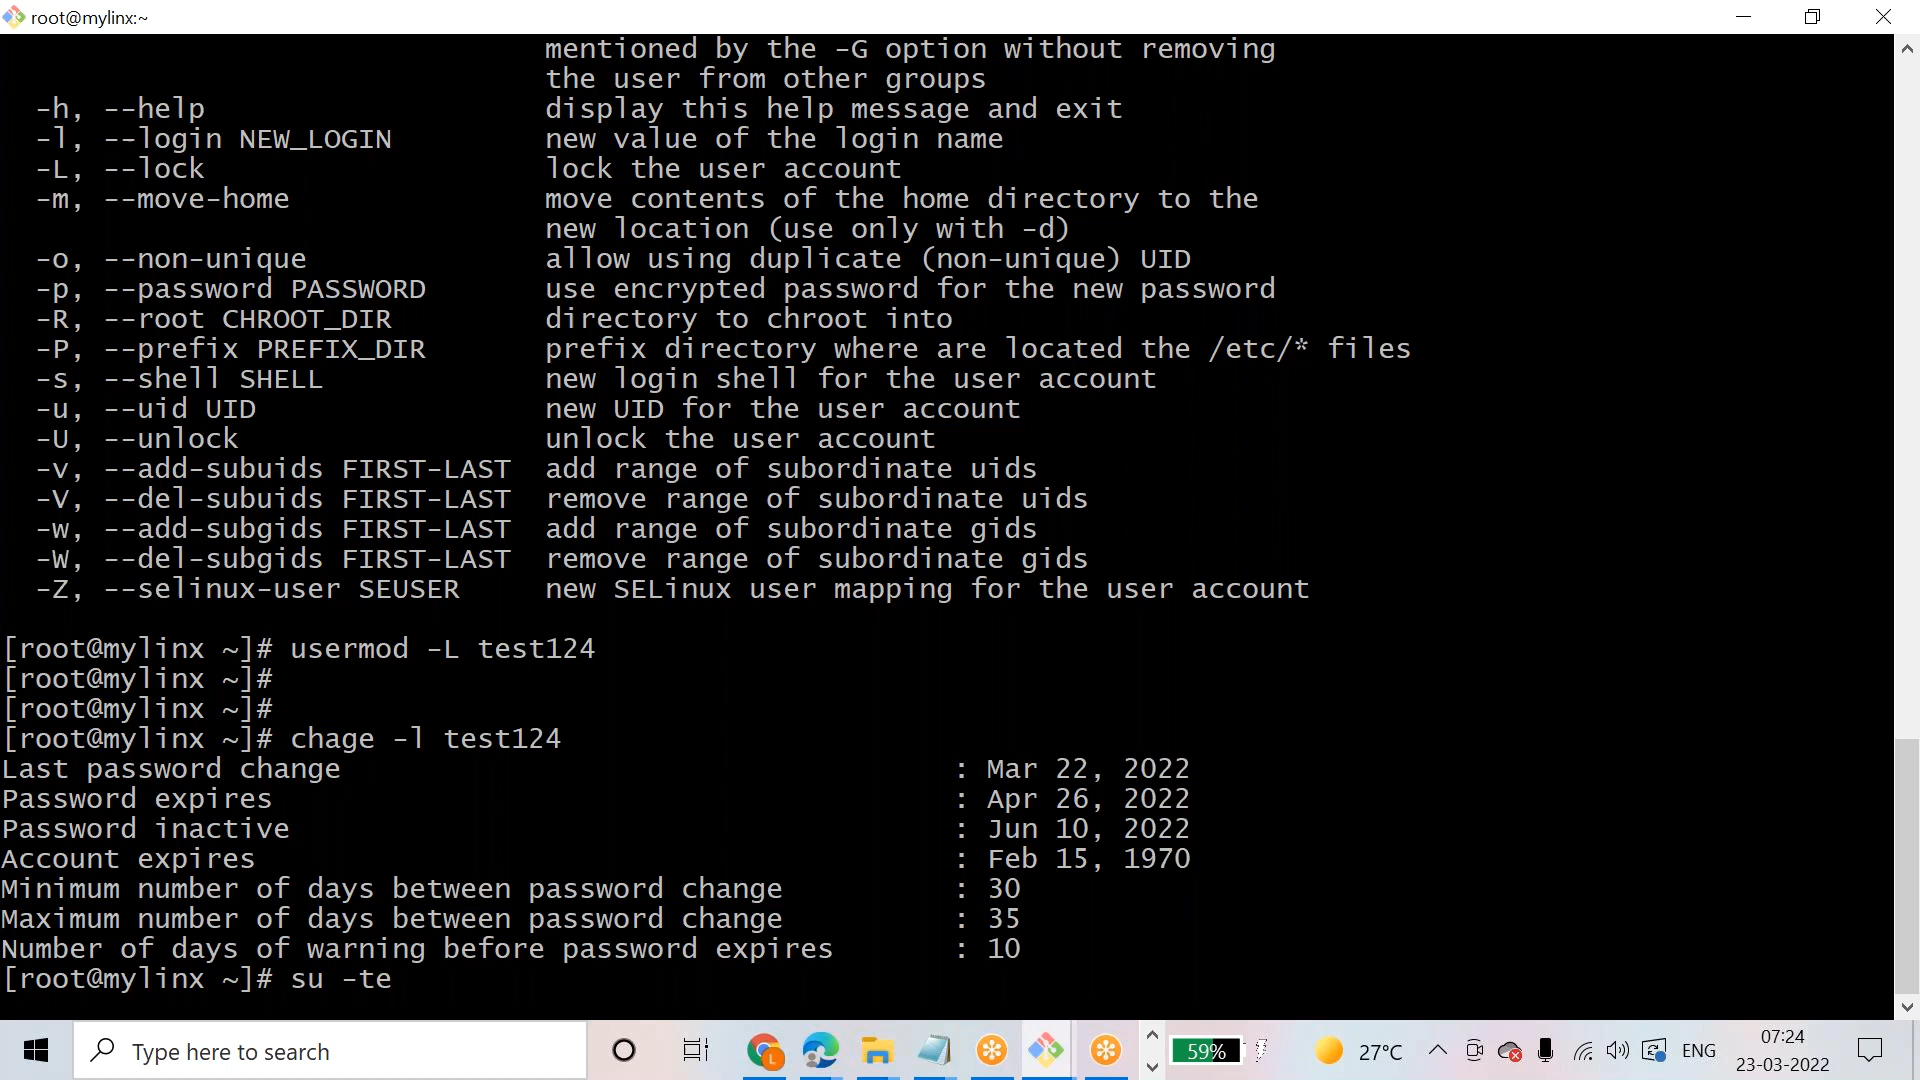 root@mylinx:~
mentioned by the -G option without removing
the user from other groups
-h, --help                    display this help message and exit
-l, --login NEW_LOGIN         new value of the login name
-L, --lock                    lock the user account
-m, --move-home               move contents of the home directory to the
new location (use only with -d)
-o, --non-unique              allow using duplicate (non-unique) UID
-p, --password PASSWORD       use encrypted password for the new password
-R, --root CHROOT_DIR         directory to chroot into
-P, --prefix PREFIX_DIR       prefix directory where are located the /etc/* files
-s, --shell SHELL             new login shell for the user account
-u, --uid UID                 new UID for the user account
-U, --unlock                  unlock the user account
-v, --add-subuids FIRST-LAST  add range of subordinate uids
-V, --del-subuids FIRST-LAST  remove range of subordinate uids
-w, --add-subgids FIRST-LAST  add range of subordinate gids
-W, --del-subgids FIRST-LAST  remove range of subordinate gids
-Z, --selinux-user SEUSER     new SELinux user mapping for the user account
[root@mylinx ~]# usermod -L test124
[root@mylinx ~]#
[root@mylinx ~]#
[root@mylinx ~]# chage -l test124
Last password change                                    : Mar 22, 2022
Password expires                                        : Apr 26, 2022
Password inactive                                       : Jun 10, 2022
Account expires                                         : Feb 15, 1970
Minimum number of days between password change          : 30
Maximum number of days between password change          : 35
Number of days of warning before password expires       : 10
[root@mylinx ~]# su -te
Type here to search
L
59%
27°C
ENG
07:24
23-03-2022